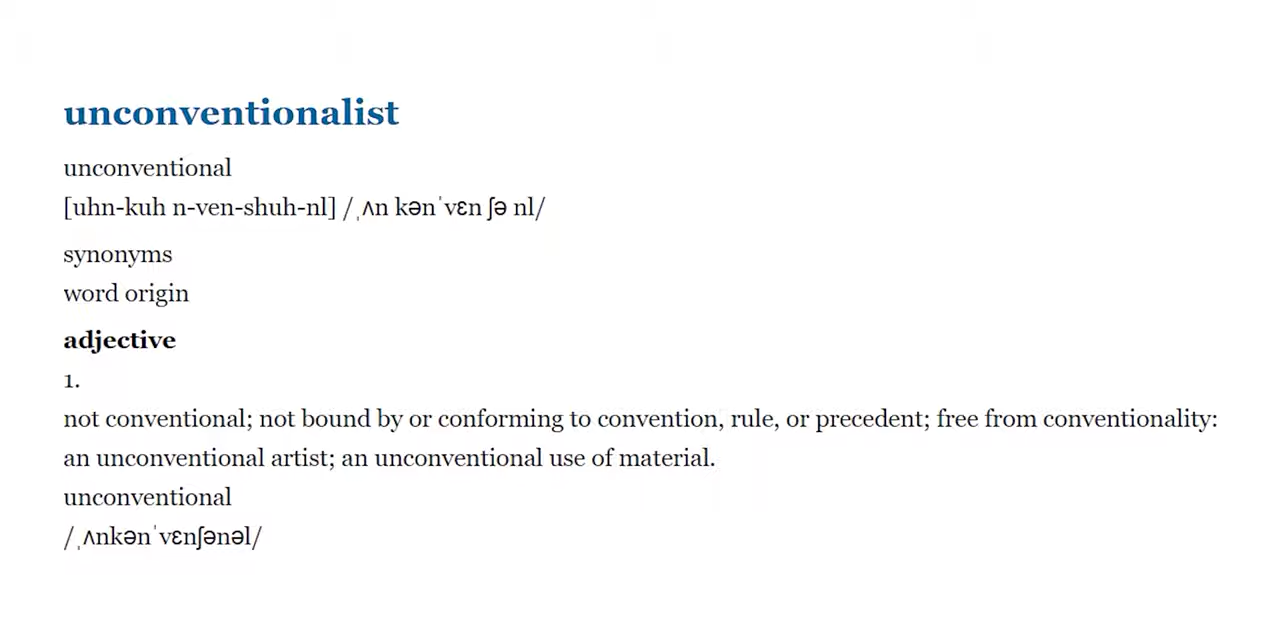 unconventionalist
unconventional
[uhn-kuh n-ven-shuh-nl] /ˌʌn kənˈvɛn ʃə nl/
synonyms
word origin
adjective
1.
not conventional; not bound by or conforming to convention, rule, or precedent; free from conventionality:
an unconventional artist; an unconventional use of material.
unconventional
/ˌʌnkənˈvɛnʃənəl/